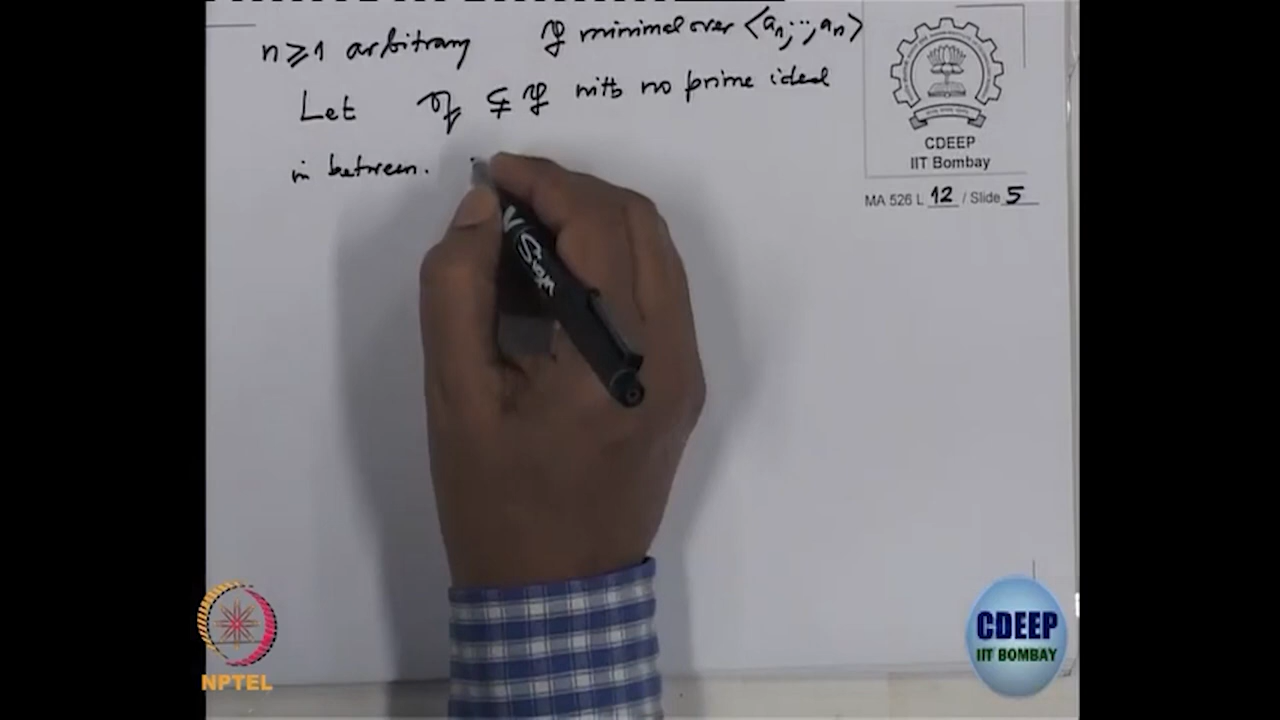 n ≥ 1 arbitrary 𝔭 minimal over ⟨a₁, ..., aₙ⟩
Let 𝔮 ⊊ 𝔭 with no prime ideal
in between.
CDEEP
IIT Bombay
MA 526 L 12 / Slide 5
Sign
NPTEL
CDEEP
IIT BOMBAY